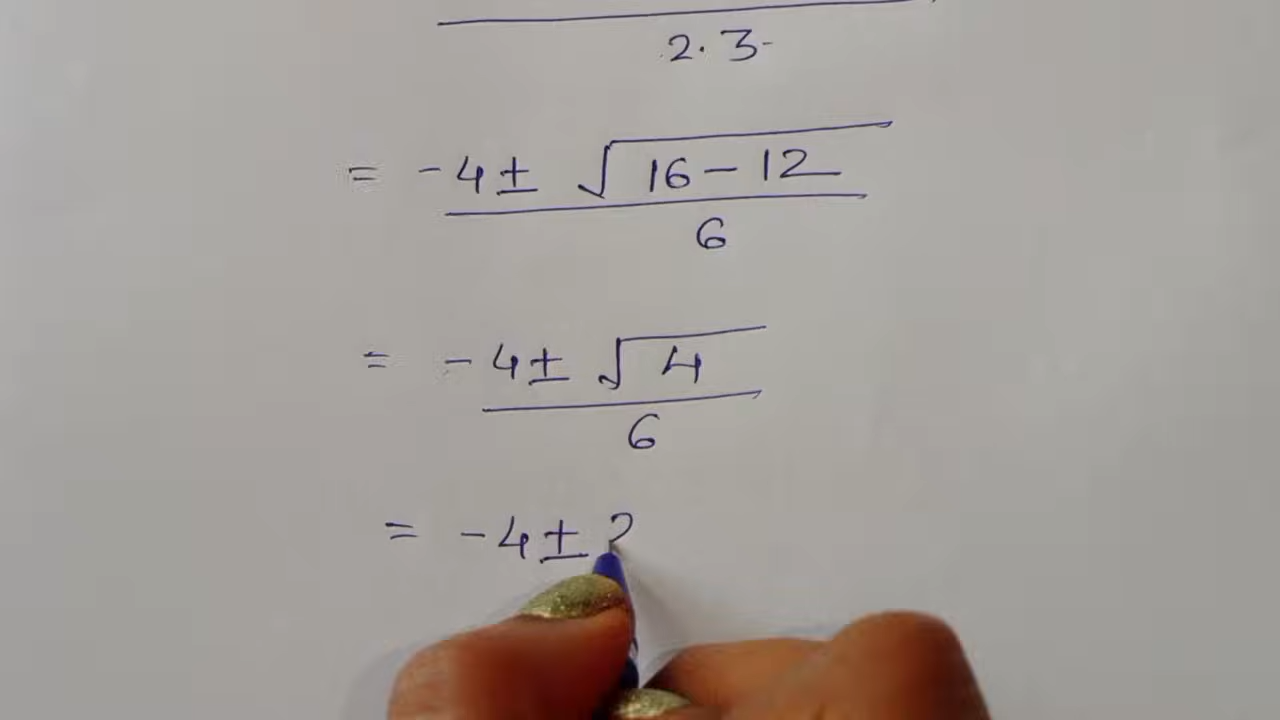 2.3
= -4 ± √16-12
6
= -4 ± √4
6
= -4 ± 2